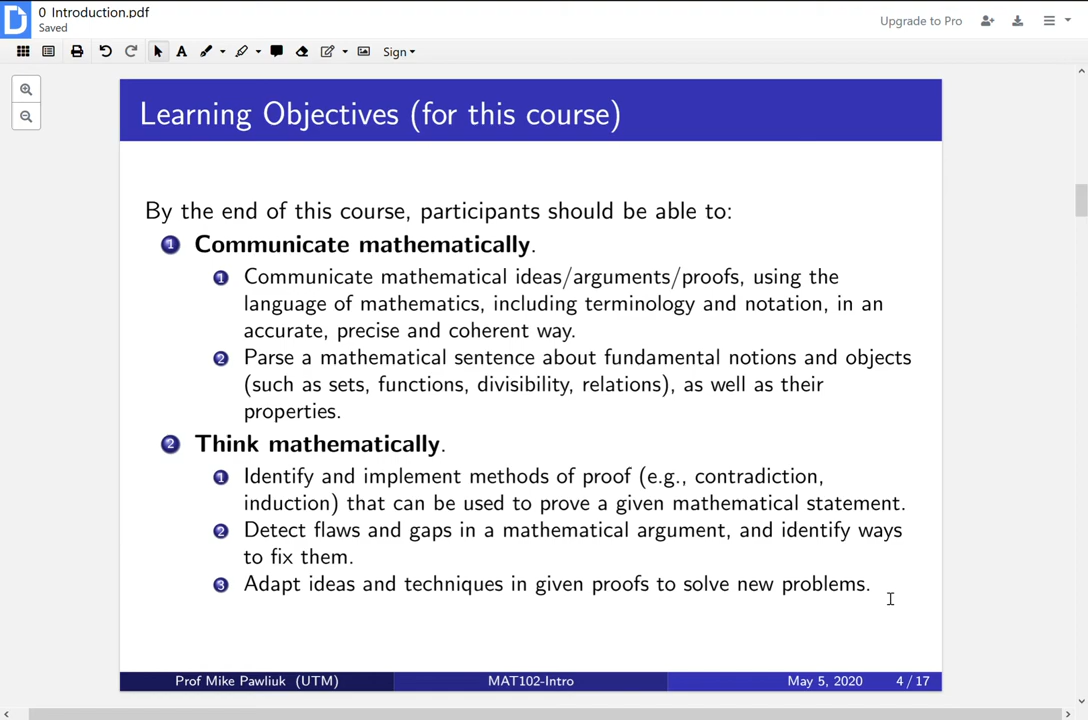 0 Introduction.pdf
Saved
Upgrade to Pro
A
Sign
Learning Objectives (for this course)
By the end of this course, participants should be able to:
1 Communicate mathematically.
1 Communicate mathematical ideas/arguments/proofs, using the
language of mathematics, including terminology and notation, in an
accurate, precise and coherent way.
2 Parse a mathematical sentence about fundamental notions and objects
(such as sets, functions, divisibility, relations), as well as their
properties.
2 Think mathematically.
1 Identify and implement methods of proof (e.g., contradiction,
induction) that can be used to prove a given mathematical statement.
2 Detect flaws and gaps in a mathematical argument, and identify ways
to fix them.
3 Adapt ideas and techniques in given proofs to solve new problems.
Prof Mike Pawliuk (UTM) MAT102-Intro May 5, 2020 4 / 17